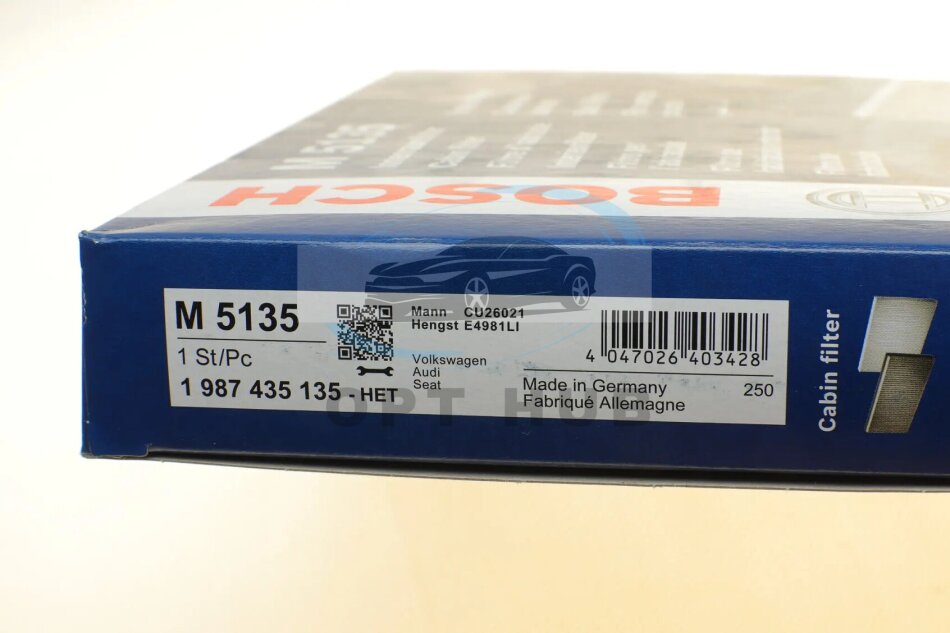 M 5135
BOSCH
M 5135
1 St/Pc
1 987 435 135 - HET
Mann CU26021
Hengst E4981LI
Volkswagen
Audi
Seat
4 047026 403428
Made in Germany 250
Fabriqué Allemagne
Cabin filter
OPT HUB